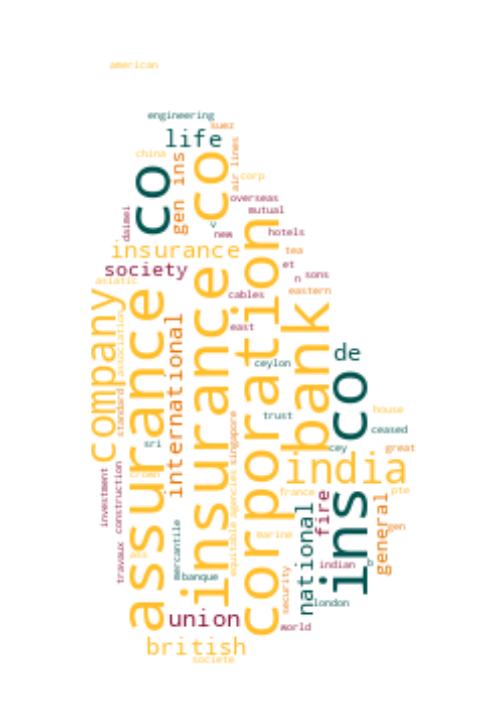 american
engineering
suez
life
china
co
gen ins
co
air lines
corp
overseas
mutual
daimei
v
new
hotels
insurance
tea
society
et
n
sons
asiatic
eastern
company
assurance
association
standard
international
insurance co
cables
corporation
east
bank
ceylon
de
ins co
house
trust
ceased
sri
cey
great
singapore
india
crown
investment
construction
travaux
equitable
agencies
france
pte
national
fire
general
gen
marine
asa
mercantile
banque
indian
b
security
london
union
world
british
societe